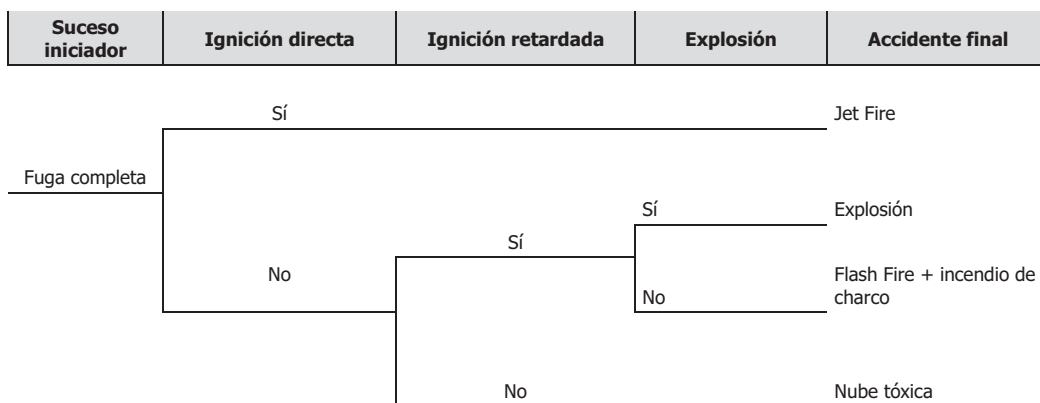 Suceso
iniciador
Ignición directa
Ignición retardada
Explosión
Accidente final
Sí
Jet Fire
Fuga completa
Sí
Explosión
Sí
No
Flash Fire + incendio de
charco
No
No
Nube tóxica